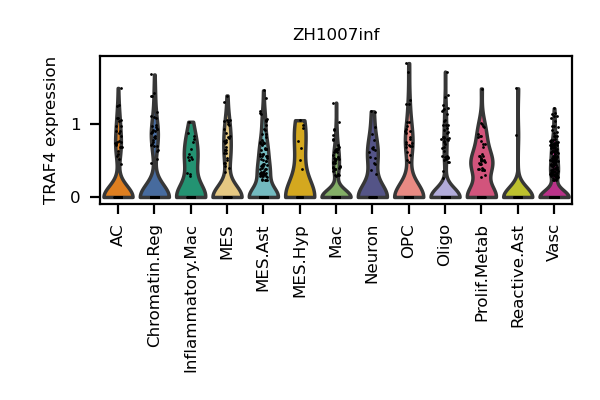 ZH1007inf
TRAF4 expression
1
0
AC
Chromatin.Reg
Inflammatory.Mac
MES
MES.Ast
MES.Hyp
Mac
Neuron
OPC
Oligo
Prolif.Metab
Reactive.Ast
Vasc